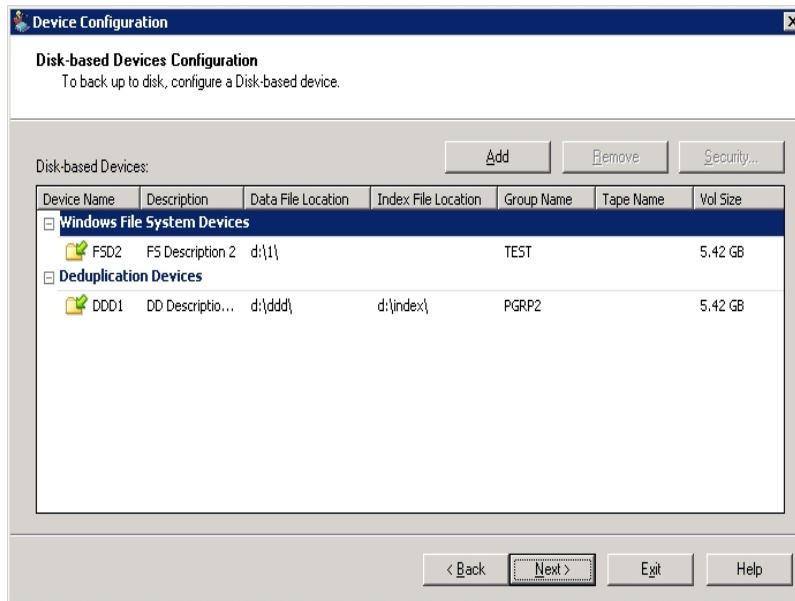 Device Configuration
Disk-based Devices Configuration
To back up to disk, configure a Disk-based device.
Disk-based Devices:
Add Remove Security...
Device Name Description Data File Location Index File Location Group Name Tape Name Vol Size
Windows File System Devices
FSD2 FS Description 2 d:\1\ TEST 5.42 GB
Deduplication Devices
DDD1 DD Descriptio... d:\ddd\ d:\index\ PGRP2 5.42 GB
< Back Next > Exit Help